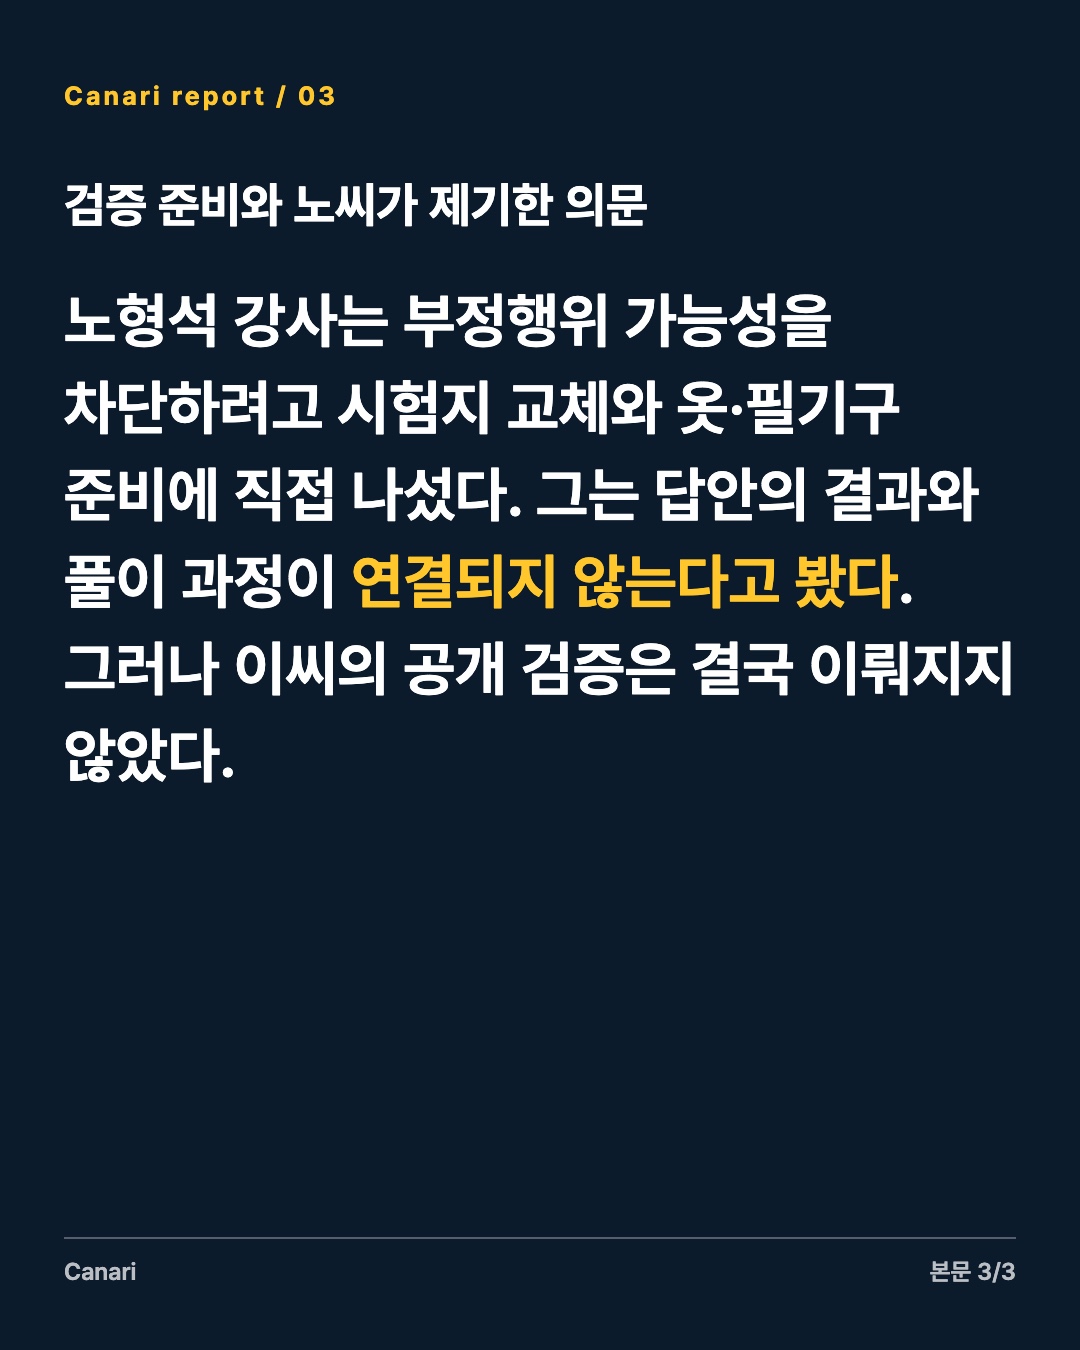 Canari report / 03
검증 준비와 노씨가 제기한 의문
노형석 강사는 부정행위 가능성을
차단하려고 시험지 교체와 옷·필기구
준비에 직접 나섰다. 그는 답안의 결과와
풀이 과정이 연결되지 않는다고 봤다.
그러나 이씨의 공개 검증은 결국 이뤄지지
않았다.
Canari
본문 3/3